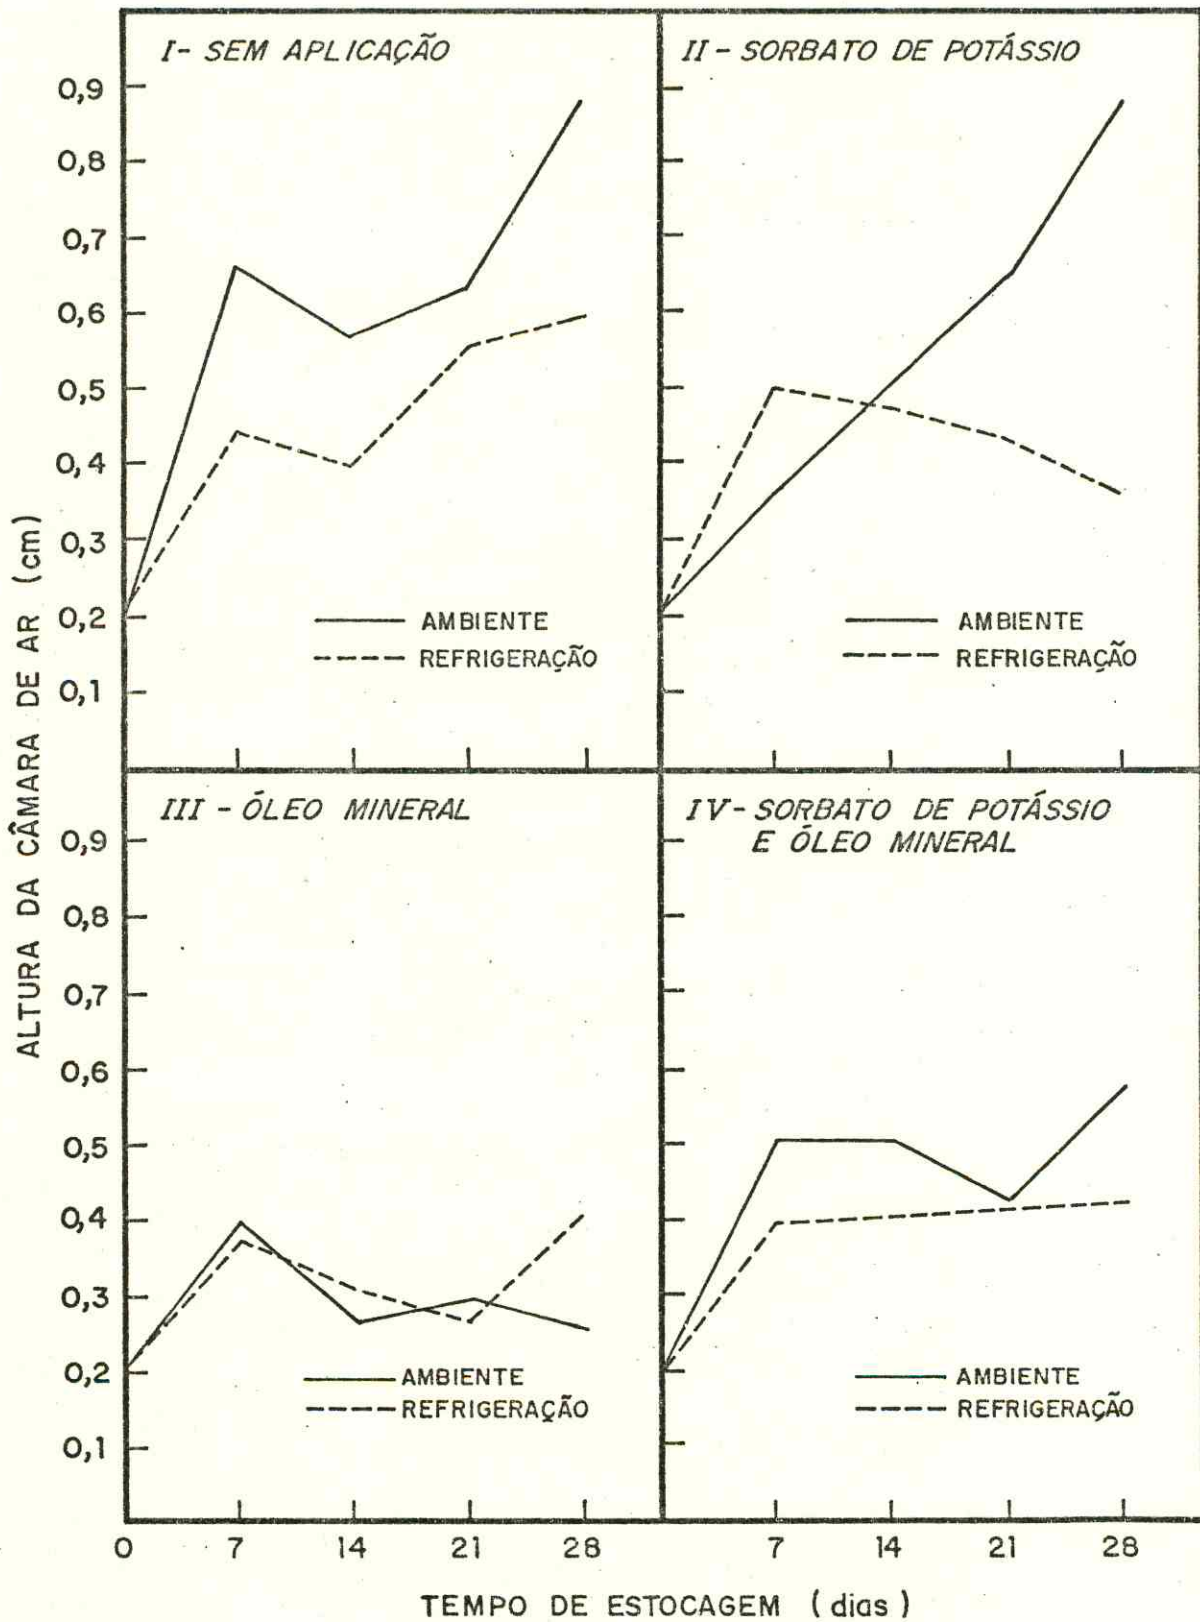 I- SEM APLICAÇÃO
II - SORBATO DE POTÁSSIO
0,9
0,8
0,7
0,6
0,5
0,4
0,3
0,2
0,1
AMBIENTE
REFRIGERAÇÃO
AMBIENTE
REFRIGERAÇÃO
ALTURA DA CÂMARA DE AR (cm)
III - ÓLEO MINERAL
IV - SORBATO DE POTÁSSIO
E ÓLEO MINERAL
0,9
0,8
0,7
0,6
0,5
0,4
0,3
0,2
0,1
AMBIENTE
REFRIGERAÇÃO
AMBIENTE
REFRIGERAÇÃO
0 7 14 21 28 7 14 21 28
TEMPO DE ESTOCAGEM (dias)